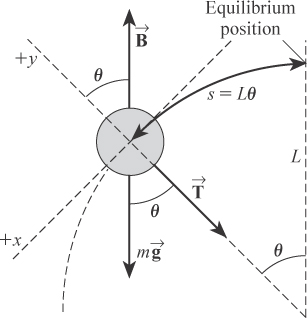 Equilibrium
position
B⃗
+y
θ
s = Lθ
L
T⃗
θ
+x
mg⃗
θ